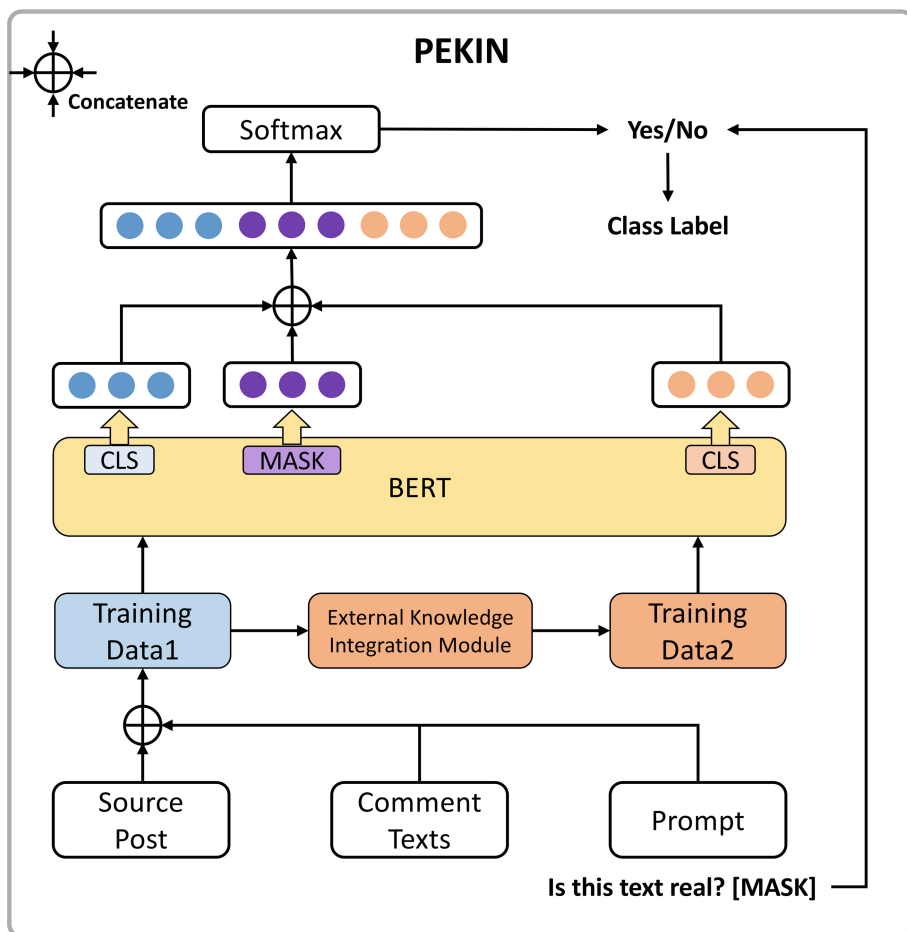 PEKIN
Concatenate
Softmax
Yes/No
Class Label
CLS
MASK
CLS
BERT
Training
Data1
External Knowledge
Integration Module
Training
Data2
Source
Post
Comment
Texts
Prompt
Is this text real? [MASK]